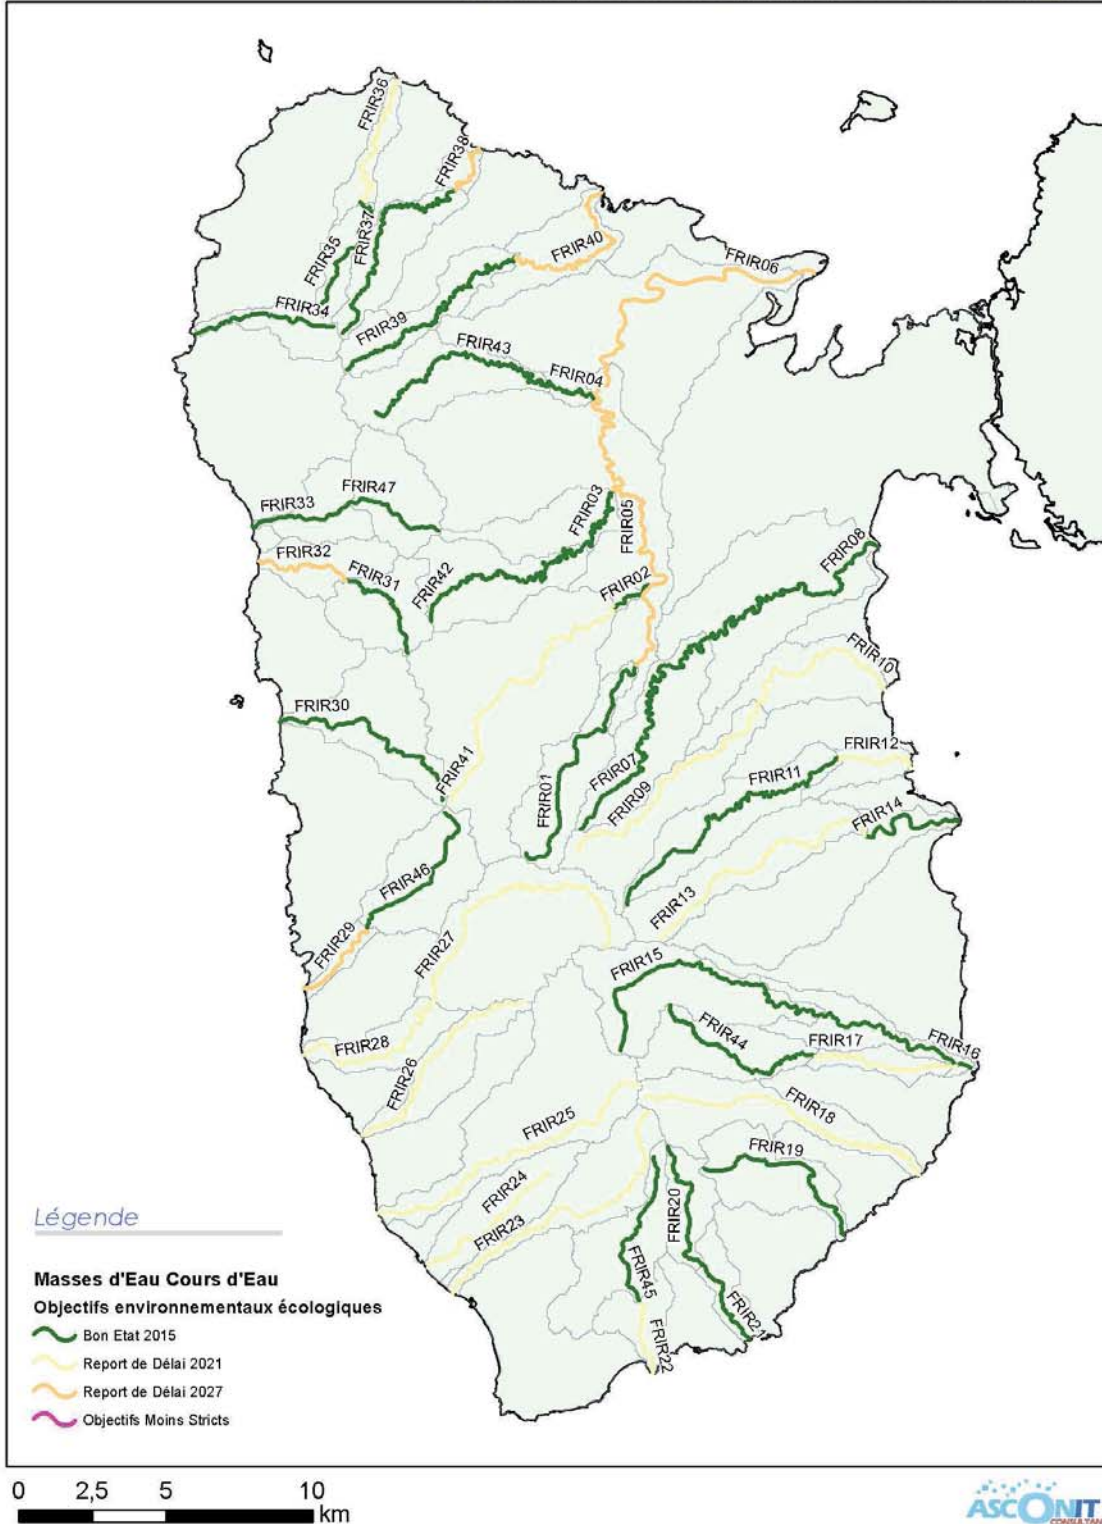 FRIR36
FRIR38
FRIR37
FRIR35
FRIR40
FRIR06
FRIR34
FRIR39
FRIR43
FRIR04
FRIR33
FRIR47
FRIR03
FRIR05
FRIR08
FRIR32
FRIR31
FRIR42
FRIR02
FRIR10
FRIR30
FRIR41
FRIR12
FRIR07
FRIR11
FRIR01
FRIR09
FRIR14
FRIR46
FRIR13
FRIR29
FRIR27
FRIR15
FRIR28
FRIR44
FRIR17
FRIR16
FRIR26
FRIR25
FRIR18
FRIR19
FRIR24
FRIR20
FRIR23
FRIR45
FRIR21
FRIR22
Légende
Masses d'Eau Cours d'Eau
Objectifs environnementaux écologiques
Bon Etat 2015
Report de Délai 2021
Report de Délai 2027
Objectifs Moins Stricts
0 2,5 5 10
km
ASCONIT
CONSULTAN